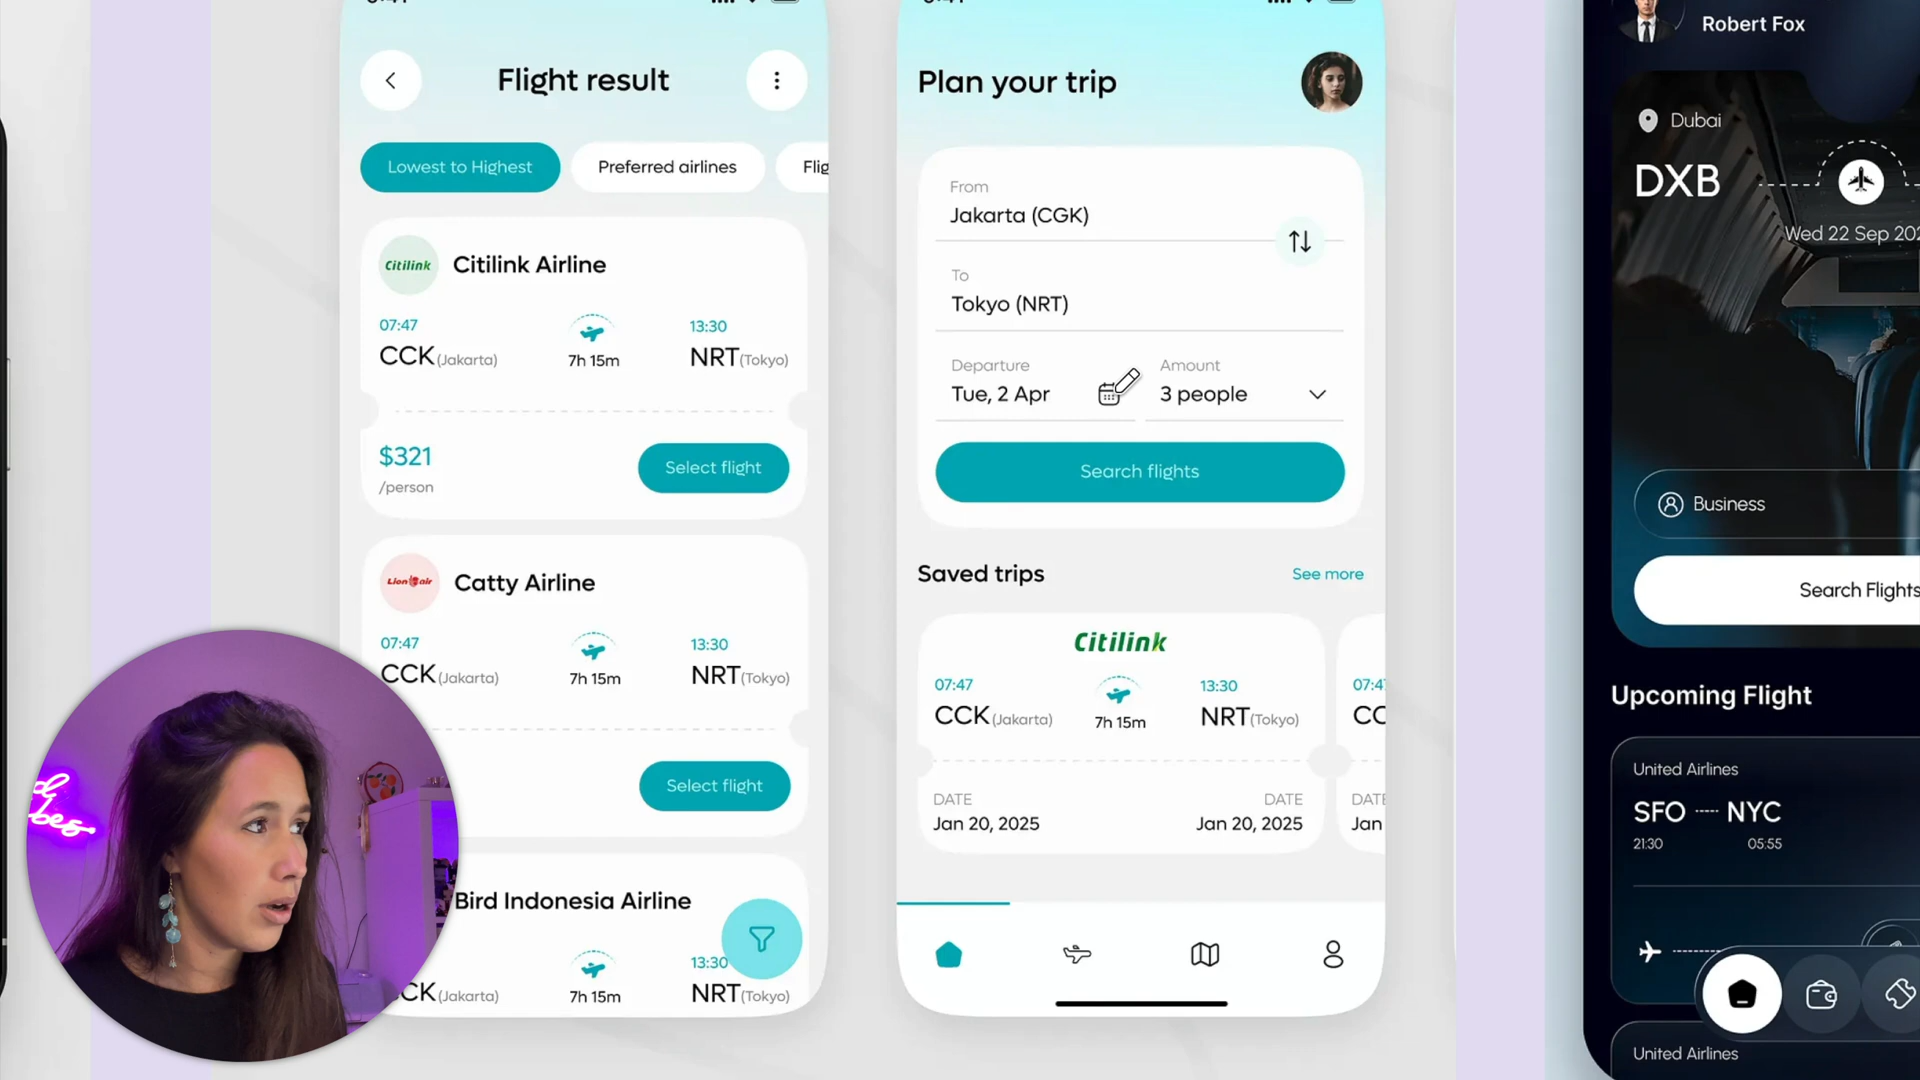 Flight result
Lowest to Highest
Preferred airlines
Flig
Citilink
Citilink Airline
07:47
13:30
CCK (Jakarta)
7h 15m
NRT (Tokyo)
$321
/person
Select flight
Lion air
Catty Airline
07:47
13:30
CCK (Jakarta)
7h 15m
NRT (Tokyo)
Select flight
Bird Indonesia Airline
13:30
CK (Jakarta)
7h 15m
NRT (Tokyo)
Plan your trip
From
Jakarta (CGK)
To
Tokyo (NRT)
Departure
Tue, 2 Apr
Amount
3 people
Search flights
Saved trips
See more
Citilink
07:47
13:30
07:47
CCK (Jakarta)
7h 15m
NRT (Tokyo)
CC
DATE
DATE
DATE
Jan 20, 2025
Jan 20, 2025
Jan
Robert Fox
Dubai
DXB
Wed 22 Sep 202
Business
Search Flights
Upcoming Flight
United Airlines
SFO
NYC
21:30
05:55
United Airlines